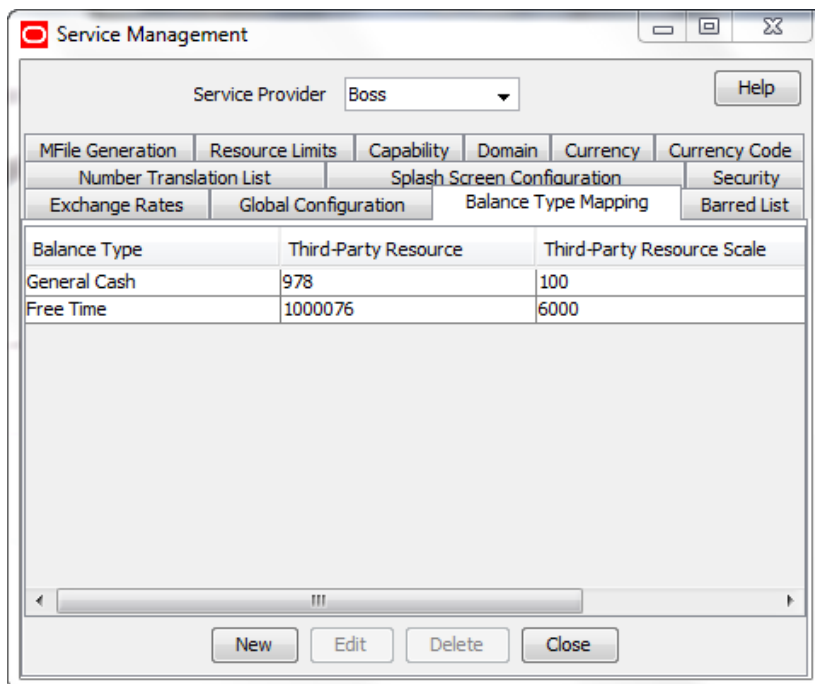 Service Management
Service Provider Boss Help
MFile Generation Resource Limits Capability Domain Currency Currency Code
Number Translation List Splash Screen Configuration Security
Exchange Rates Global Configuration Balance Type Mapping Barred List
Balance Type Third-Party Resource Third-Party Resource Scale
General Cash 978 100
Free Time 1000076 6000
New Edit Delete Close